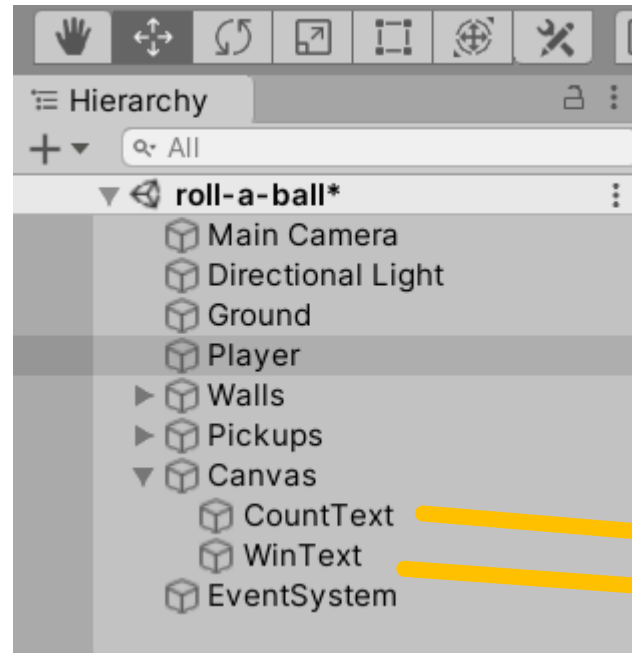 Hierarchy
All
roll-a-ball*
Main Camera
Directional Light
Ground
Player
Walls
Pickups
Canvas
CountText
WinText
EventSystem